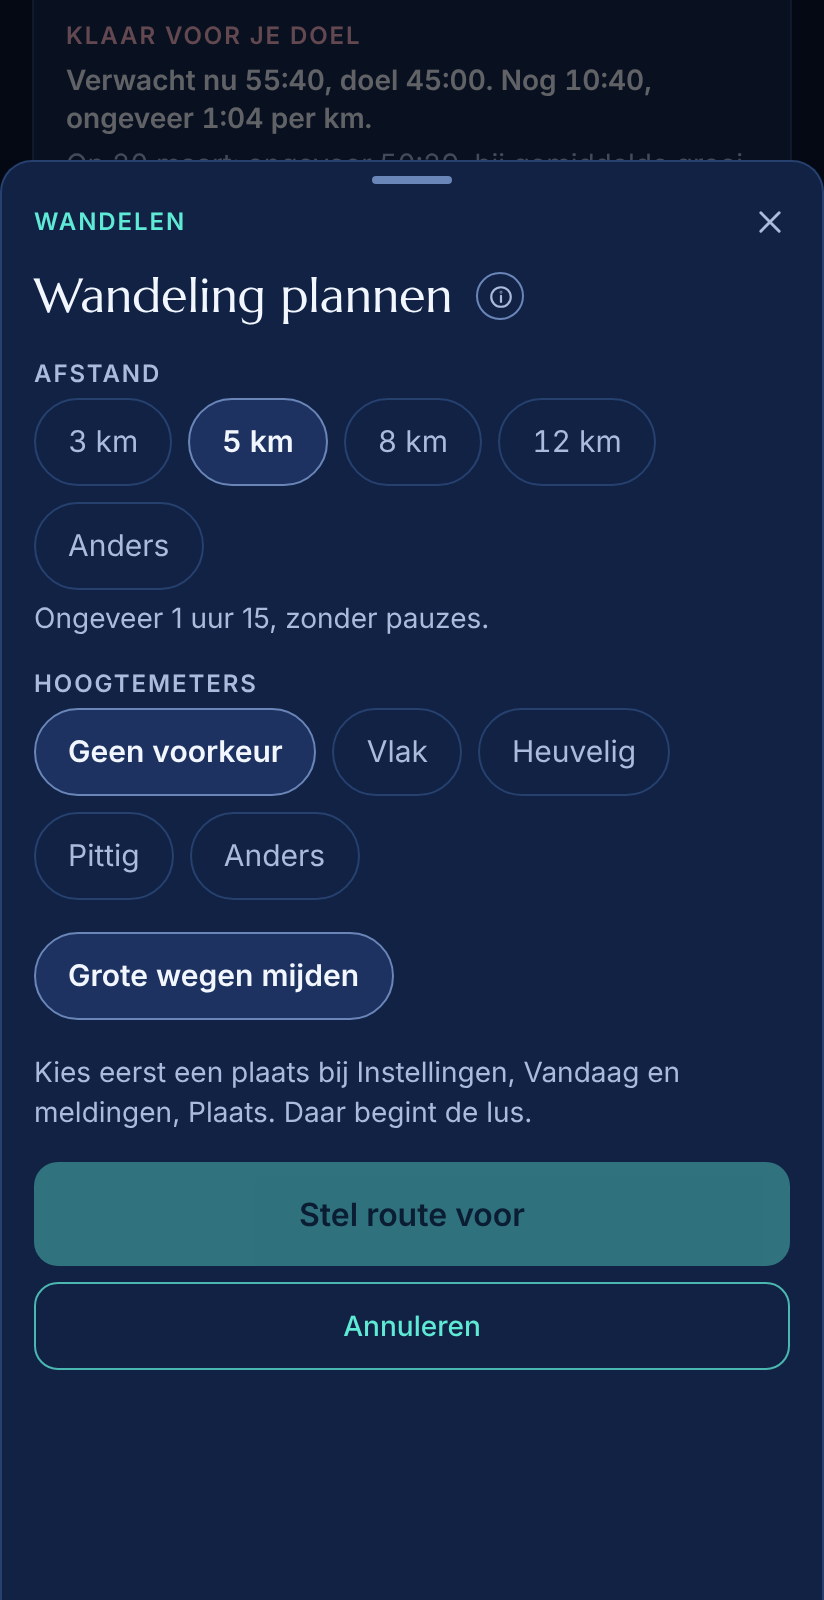 KLAAR VOOR JE DOEL
Verwacht nu 55:40, doel 45:00. Nog 10:40,
ongeveer 1:04 per km.
WANDELEN
Wandeling plannen
AFSTAND
3 km
5 km
8 km
12 km
Anders
Ongeveer 1 uur 15, zonder pauzes.
HOOGTEMETERS
Geen voorkeur
Vlak
Heuvelig
Pittig
Anders
Grote wegen mijden
Kies eerst een plaats bij Instellingen, Vandaag en
meldingen, Plaats. Daar begint de lus.
Stel route voor
Annuleren